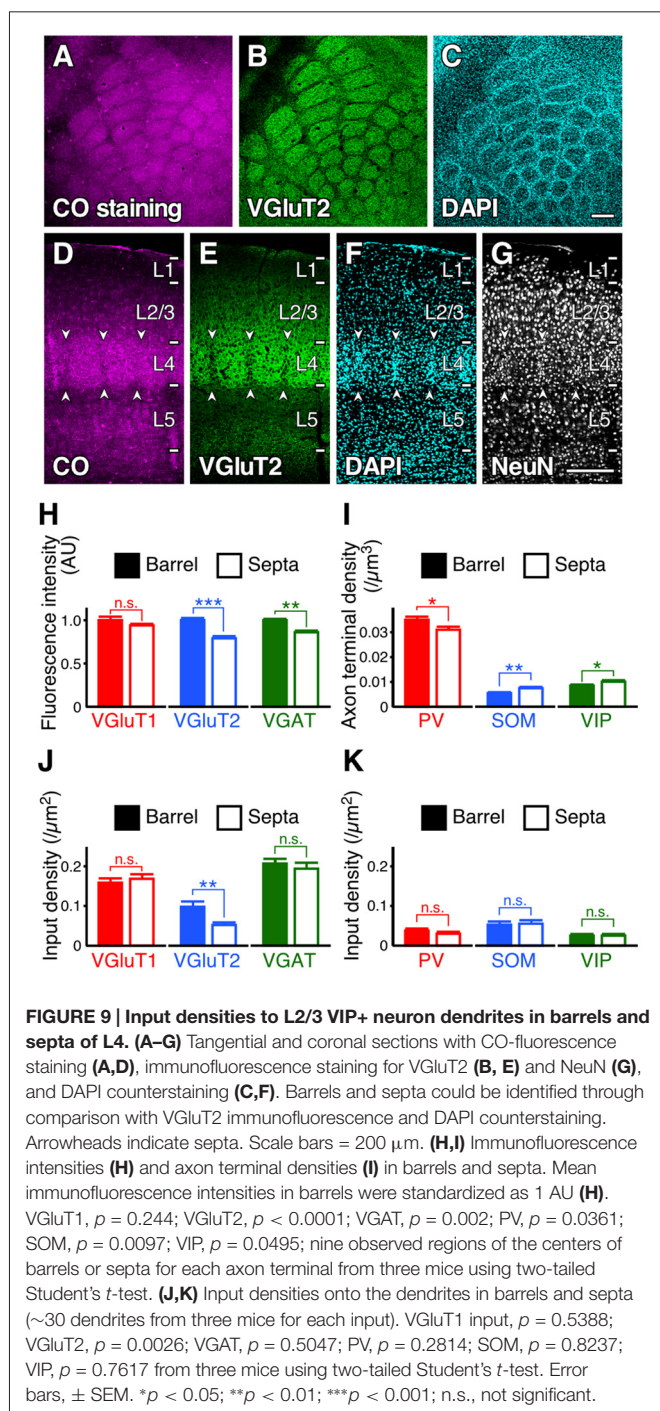 A
B
C
CO staining
VGluT2
DAPI
D
E
F
G
L1
L1
L2/3
L2/3
L4
L4
L5
L5
CO
VGluT2
DAPI
NeuN
H
I
Fluorescence intensity
(AU)
Barrel
Septa
n.s.
***
**
1.0
0.5
0
VGluT1
VGluT2
VGAT
Axon terminal density
(/μm³)
Barrel
Septa
*
**
*
0.03
0.02
0.01
0
PV
SOM
VIP
J
K
Input density (/μm²)
Barrel
Septa
n.s.
**
n.s.
0.2
0.1
0
VGluT1
VGluT2
VGAT
Input density (/μm²)
Barrel
Septa
n.s.
n.s.
n.s.
0.2
0.1
0
PV
SOM
VIP
FIGURE 9 | Input densities to L2/3 VIP+ neuron dendrites in barrels and
septa of L4. (A–G) Tangential and coronal sections with CO-fluorescence
staining (A,D), immunofluorescence staining for VGluT2 (B, E) and NeuN (G),
and DAPI counterstaining (C,F). Barrels and septa could be identified through
comparison with VGluT2 immunofluorescence and DAPI counterstaining.
Arrowheads indicate septa. Scale bars = 200 μm. (H,I) Immunofluorescence
intensities (H) and axon terminal densities (I) in barrels and septa. Mean
immunofluorescence intensities in barrels were standardized as 1 AU (H).
VGluT1, p = 0.244; VGluT2, p < 0.0001; VGAT, p = 0.002; PV, p = 0.0361;
SOM, p = 0.0097; VIP, p = 0.0495; nine observed regions of the centers of
barrels or septa for each axon terminal from three mice using two-tailed
Student's t-test. (J,K) Input densities onto the dendrites in barrels and septa
(∼30 dendrites from three mice for each input). VGluT1 input, p = 0.5388;
VGluT2, p = 0.0026; VGAT, p = 0.5047; PV, p = 0.2814; SOM, p = 0.8237;
VIP, p = 0.7617 from three mice using two-tailed Student's t-test. Error
bars, ± SEM. *p < 0.05; **p < 0.01; ***p < 0.001; n.s., not significant.